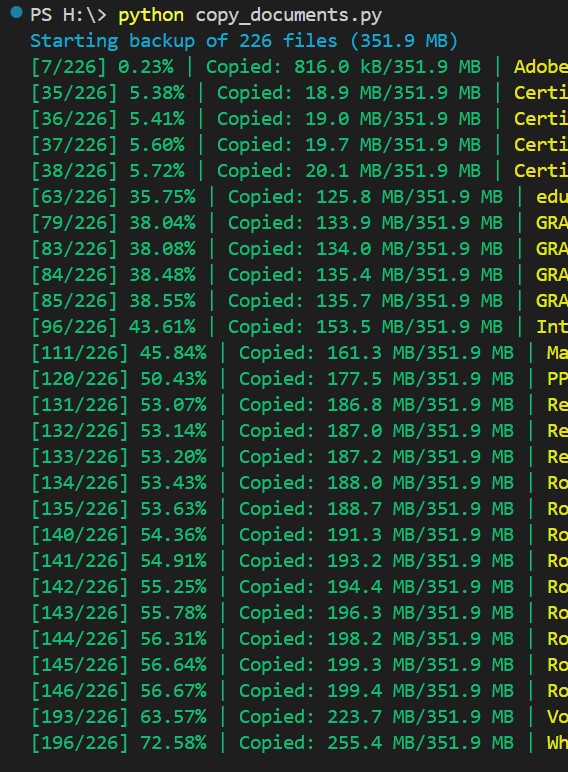 PS H:\> python copy_documents.py
Starting backup of 226 files (351.9 MB)
[7/226] 0.23% | Copied: 816.0 kB/351.9 MB | Adobe
[35/226] 5.38% | Copied: 18.9 MB/351.9 MB | Certi
[36/226] 5.41% | Copied: 19.0 MB/351.9 MB | Certi
[37/226] 5.60% | Copied: 19.7 MB/351.9 MB | Certi
[38/226] 5.72% | Copied: 20.1 MB/351.9 MB | Certi
[63/226] 35.75% | Copied: 125.8 MB/351.9 MB | edu
[79/226] 38.04% | Copied: 133.9 MB/351.9 MB | GRA
[83/226] 38.08% | Copied: 134.0 MB/351.9 MB | GRA
[84/226] 38.48% | Copied: 135.4 MB/351.9 MB | GRA
[85/226] 38.55% | Copied: 135.7 MB/351.9 MB | GRA
[96/226] 43.61% | Copied: 153.5 MB/351.9 MB | Int
[111/226] 45.84% | Copied: 161.3 MB/351.9 MB | Ma
[120/226] 50.43% | Copied: 177.5 MB/351.9 MB | PP
[131/226] 53.07% | Copied: 186.8 MB/351.9 MB | Re
[132/226] 53.14% | Copied: 187.0 MB/351.9 MB | Re
[133/226] 53.20% | Copied: 187.2 MB/351.9 MB | Re
[134/226] 53.43% | Copied: 188.0 MB/351.9 MB | Ro
[135/226] 53.63% | Copied: 188.7 MB/351.9 MB | Ro
[140/226] 54.36% | Copied: 191.3 MB/351.9 MB | Ro
[141/226] 54.91% | Copied: 193.2 MB/351.9 MB | Ro
[142/226] 55.25% | Copied: 194.4 MB/351.9 MB | Ro
[143/226] 55.78% | Copied: 196.3 MB/351.9 MB | Ro
[144/226] 56.31% | Copied: 198.2 MB/351.9 MB | Ro
[145/226] 56.64% | Copied: 199.3 MB/351.9 MB | Ro
[146/226] 56.67% | Copied: 199.4 MB/351.9 MB | Ro
[193/226] 63.57% | Copied: 223.7 MB/351.9 MB | Vo
[196/226] 72.58% | Copied: 255.4 MB/351.9 MB | Wh